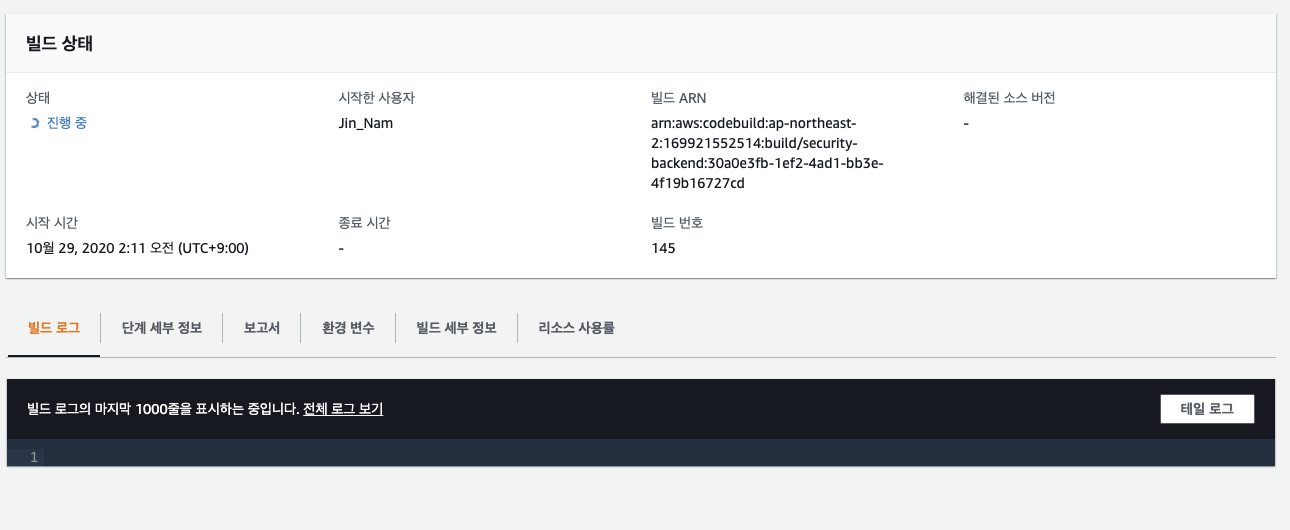 빌드 상태
상태
진행 중
시작한 사용자
Jin_Nam
빌드 ARN
arn:aws:codebuild:ap-northeast-
2:169921552514:build/security-
backend:30a0e3fb-1ef2-4ad1-bb3e-
4f19b16727cd
해결된 소스 버전
-
시작 시간
10월 29, 2020 2:11 오전 (UTC+9:00)
종료 시간
-
빌드 번호
145
빌드 로그 단계 세부 정보 보고서 환경 변수 빌드 세부 정보 리소스 사용률
빌드 로그의 마지막 1000줄을 표시하는 중입니다. 전체 로그 보기 테일 로그
1